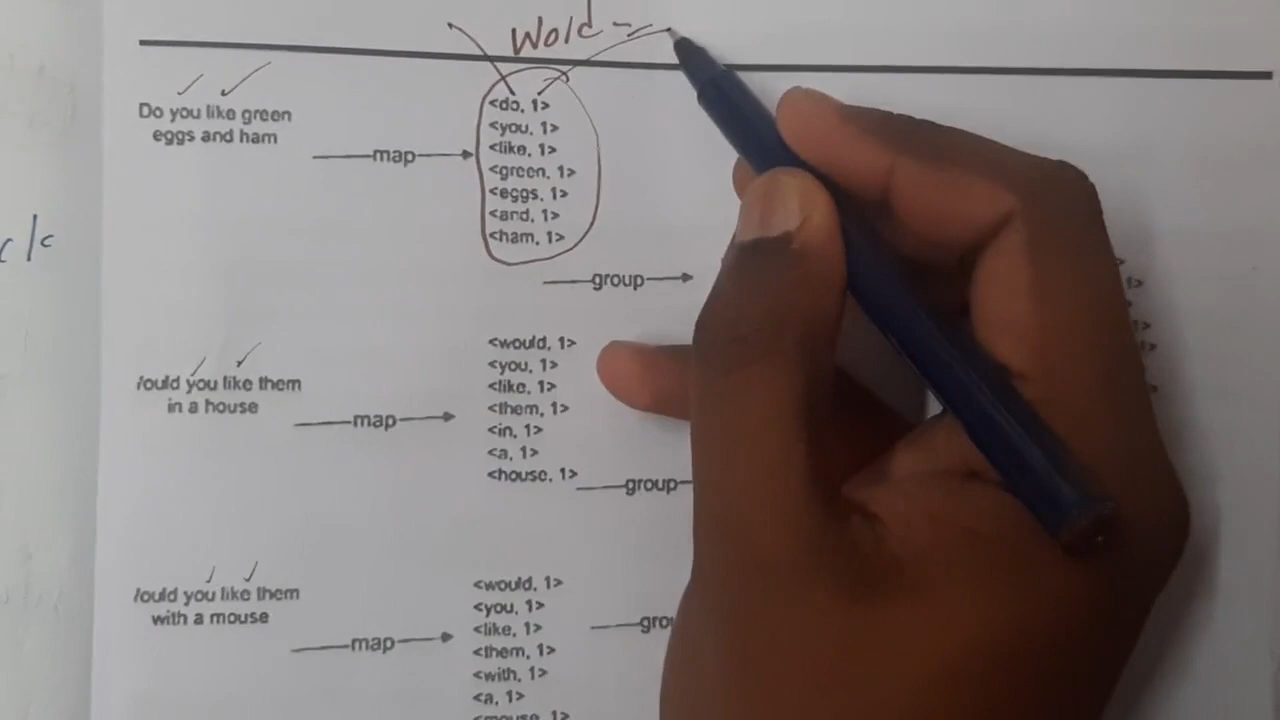 Wold -
Do you like green
eggs and ham
map
<do, 1>
<you, 1>
<like, 1>
<green, 1>
<eggs, 1>
<and, 1>
<ham, 1>
group
c/c
/ould you like them
in a house
map
<would, 1>
<you, 1>
<like, 1>
<them, 1>
<in, 1>
<a, 1>
<house, 1>
group
/ould you like them
with a mouse
map
<would, 1>
<you, 1>
<like, 1>
<them, 1>
<with, 1>
<a, 1>
<mouse, 1>
grou